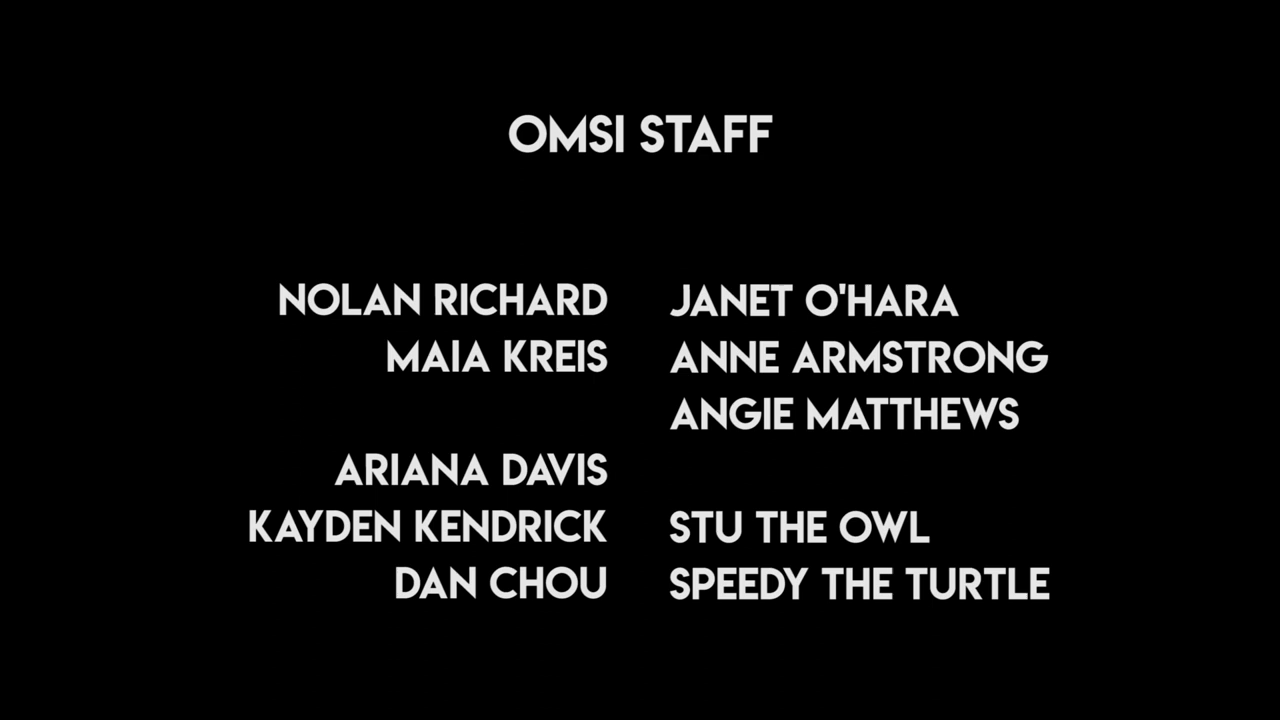 OMSI STAFF
NOLAN RICHARD
MAIA KREIS
ARIANA DAVIS
KAYDEN KENDRICK
DAN CHOU
JANET O'HARA
ANNE ARMSTRONG
ANGIE MATTHEWS
STU THE OWL
SPEEDY THE TURTLE